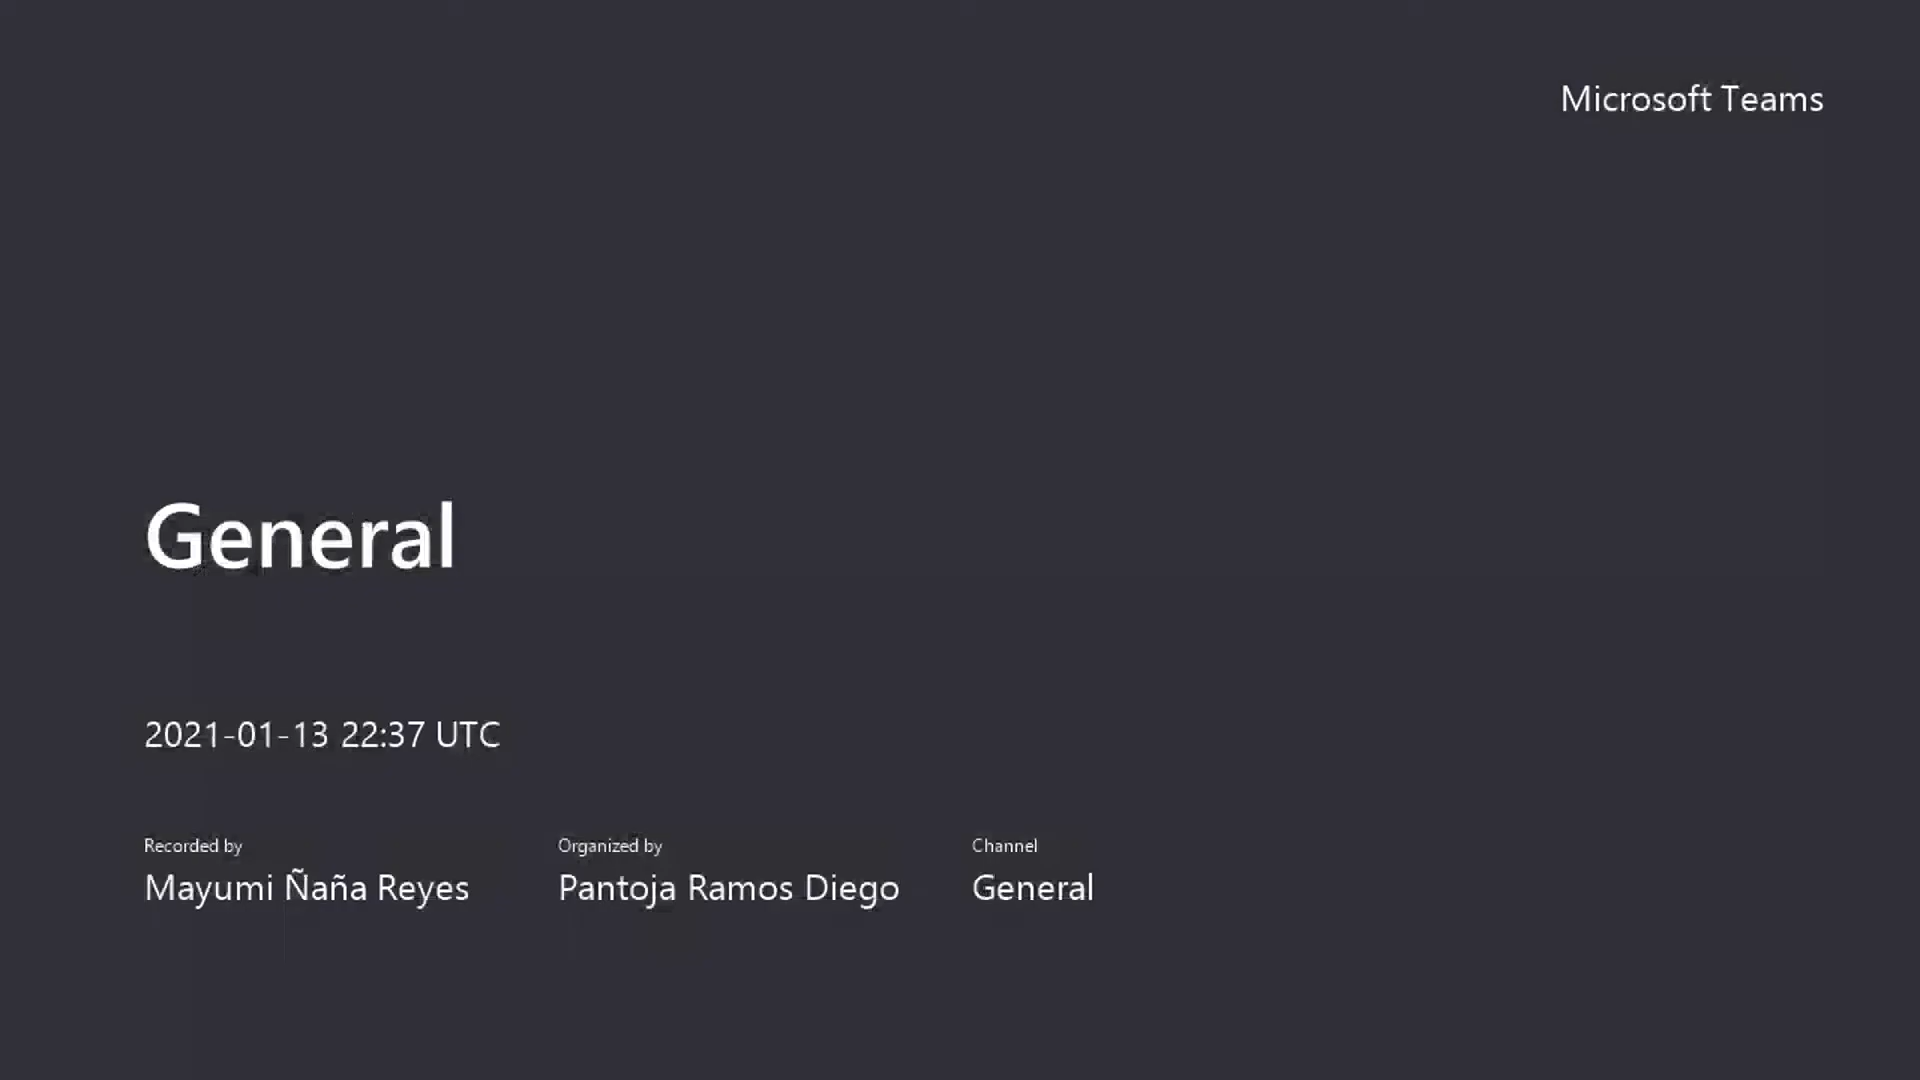 Microsoft Teams
General
2021-01-13 22:37 UTC
Recorded by
Mayumi Ñaña Reyes
Organized by
Pantoja Ramos Diego
Channel
General